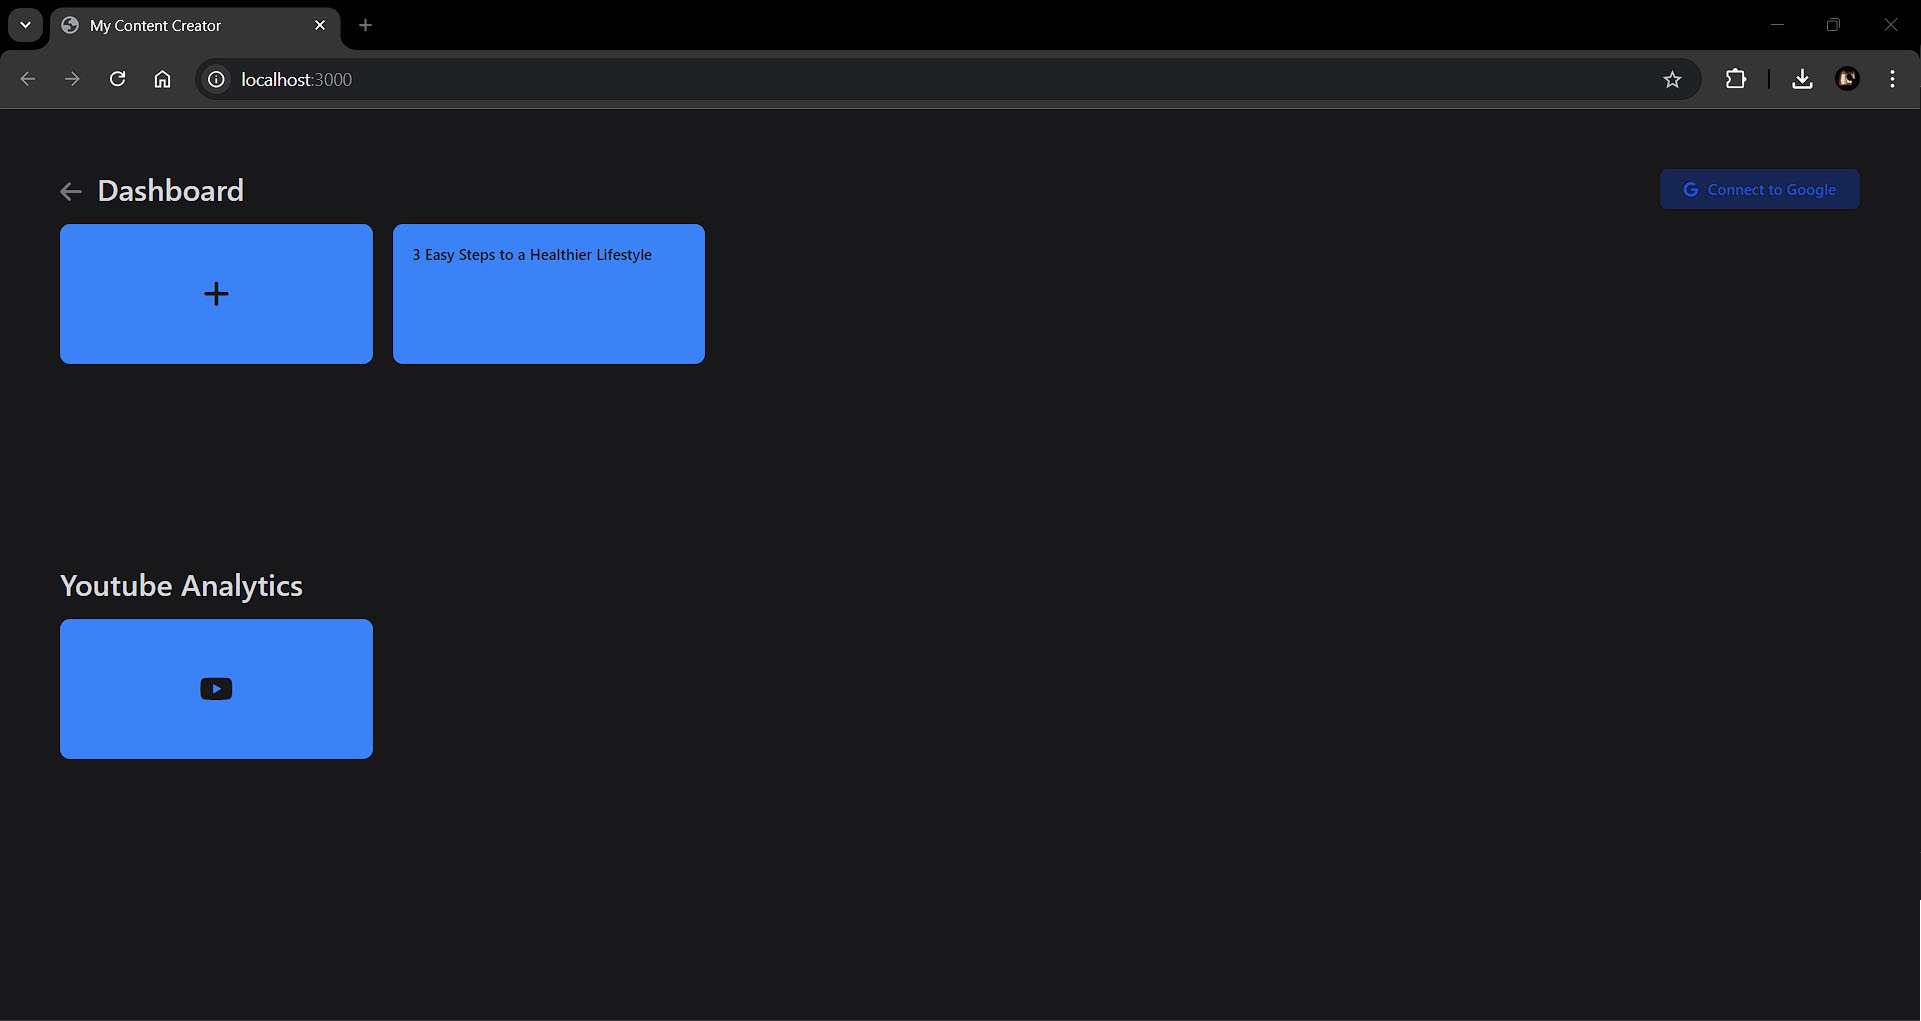 My Content Creator
localhost:3000
Dashboard
Connect to Google
3 Easy Steps to a Healthier Lifestyle
Youtube Analytics